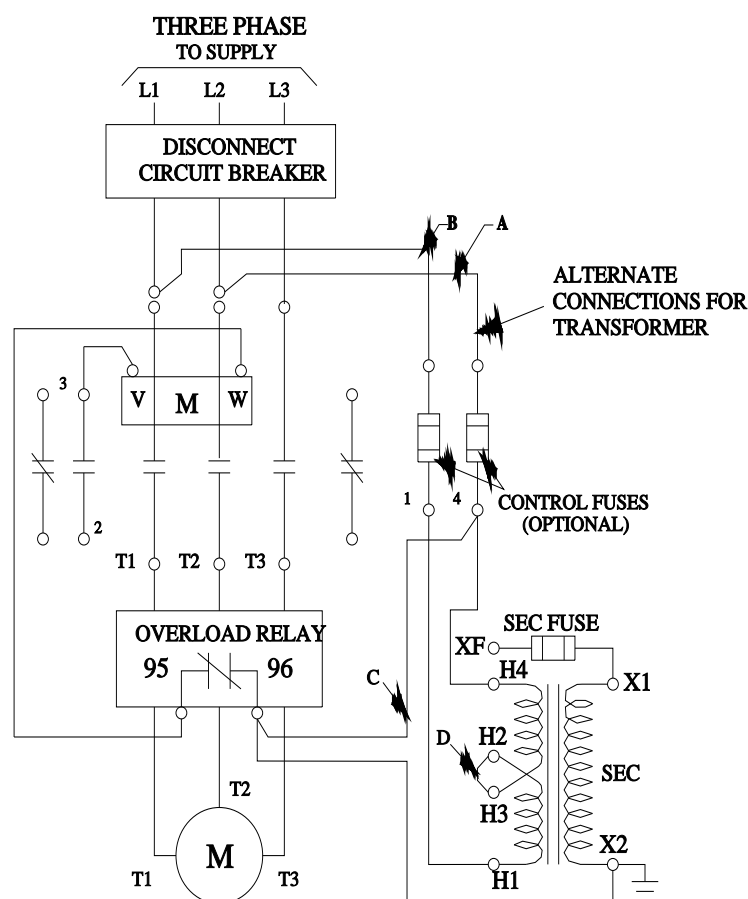 THREE PHASE
TO SUPPLY
L1 L2 L3
DISCONNECT
CIRCUIT BREAKER
B A
ALTERNATE
CONNECTIONS FOR
TRANSFORMER
3 V M W
1 4 CONTROL FUSES
(OPTIONAL)
2
T1 T2 T3
OVERLOAD RELAY
95 96
SEC FUSE
XF
H4 X1
C
D H2
SEC
H3
T2
M
X2
T1 T3 H1